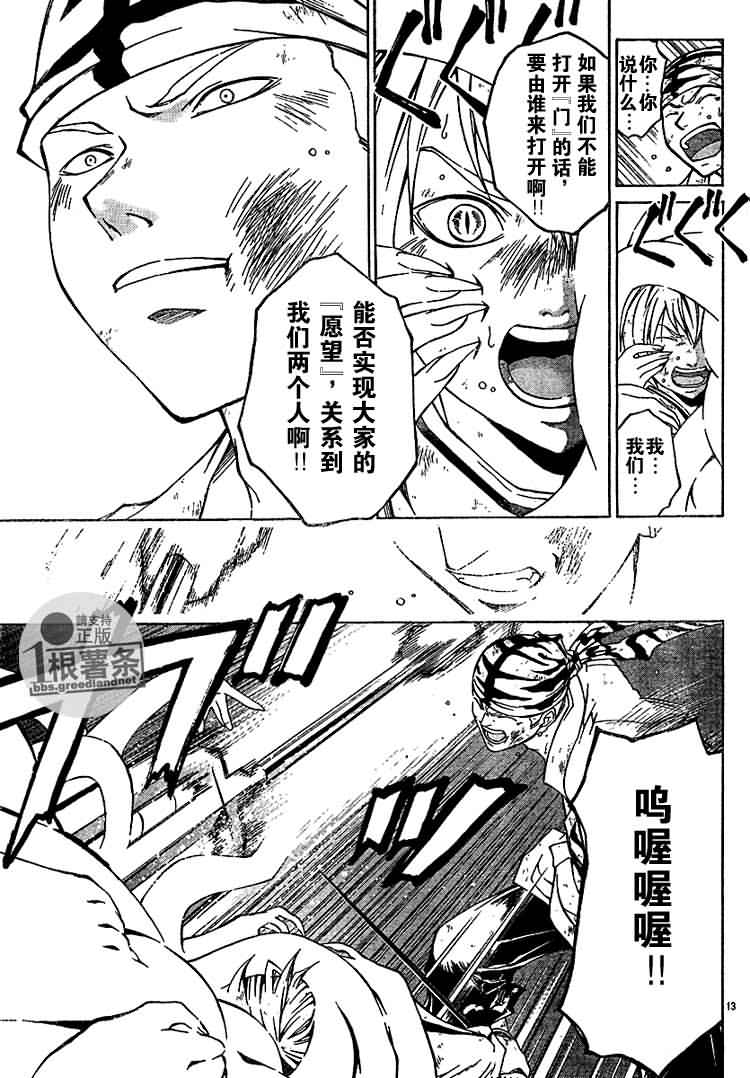 你…你
说什
么…
我…
我们…
如果我们不能
打开『门』的话，
要由谁来打开啊!!
能否实现大家的
『愿望』，关系到
我们两个人啊!!
请支持
正版
1根薯条
bbs.greedland.net
呜喔喔喔!!
13